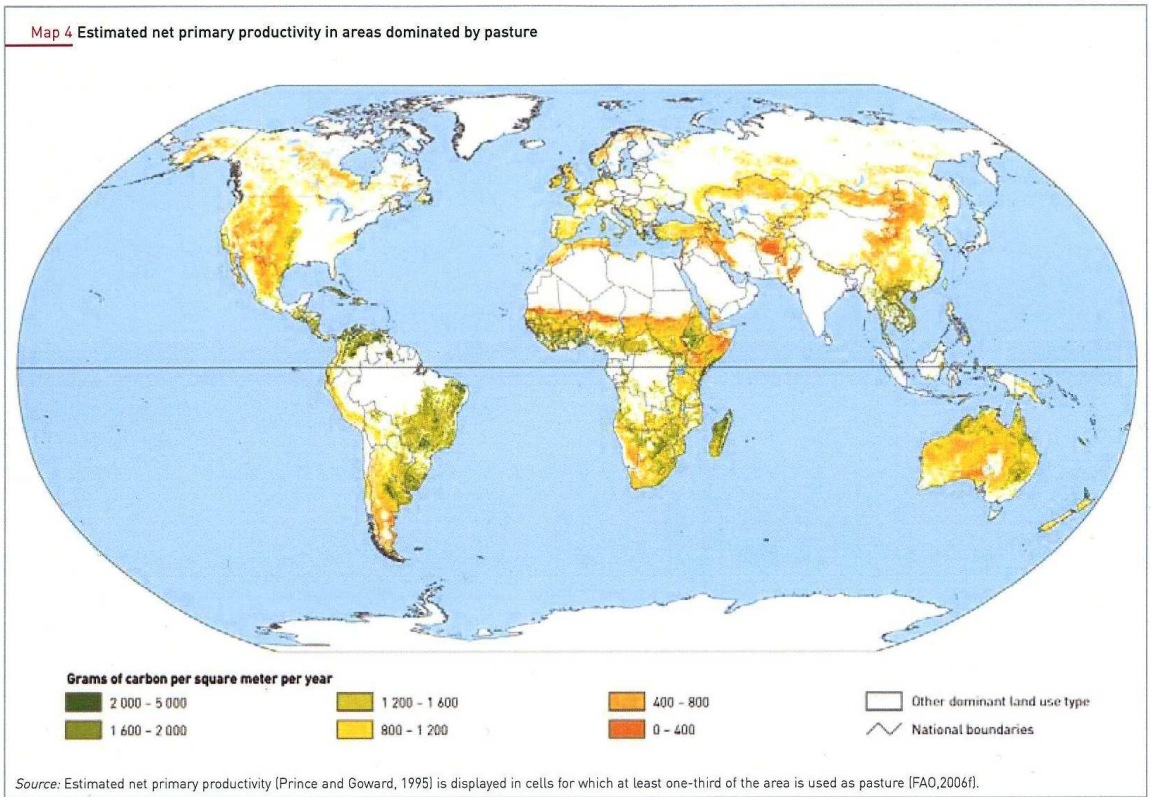 Map 4 Estimated net primary productivity in areas dominated by pasture
Grams of carbon per square meter per year
2 000 – 5 000
1 600 – 2 000
1 200 – 1 600
800 – 1 200
400 – 800
0 – 400
Other dominant land use type
National boundaries
Source: Estimated net primary productivity (Prince and Goward, 1995) is displayed in cells for which at least one-third of the area is used as pasture (FAO,2006f).